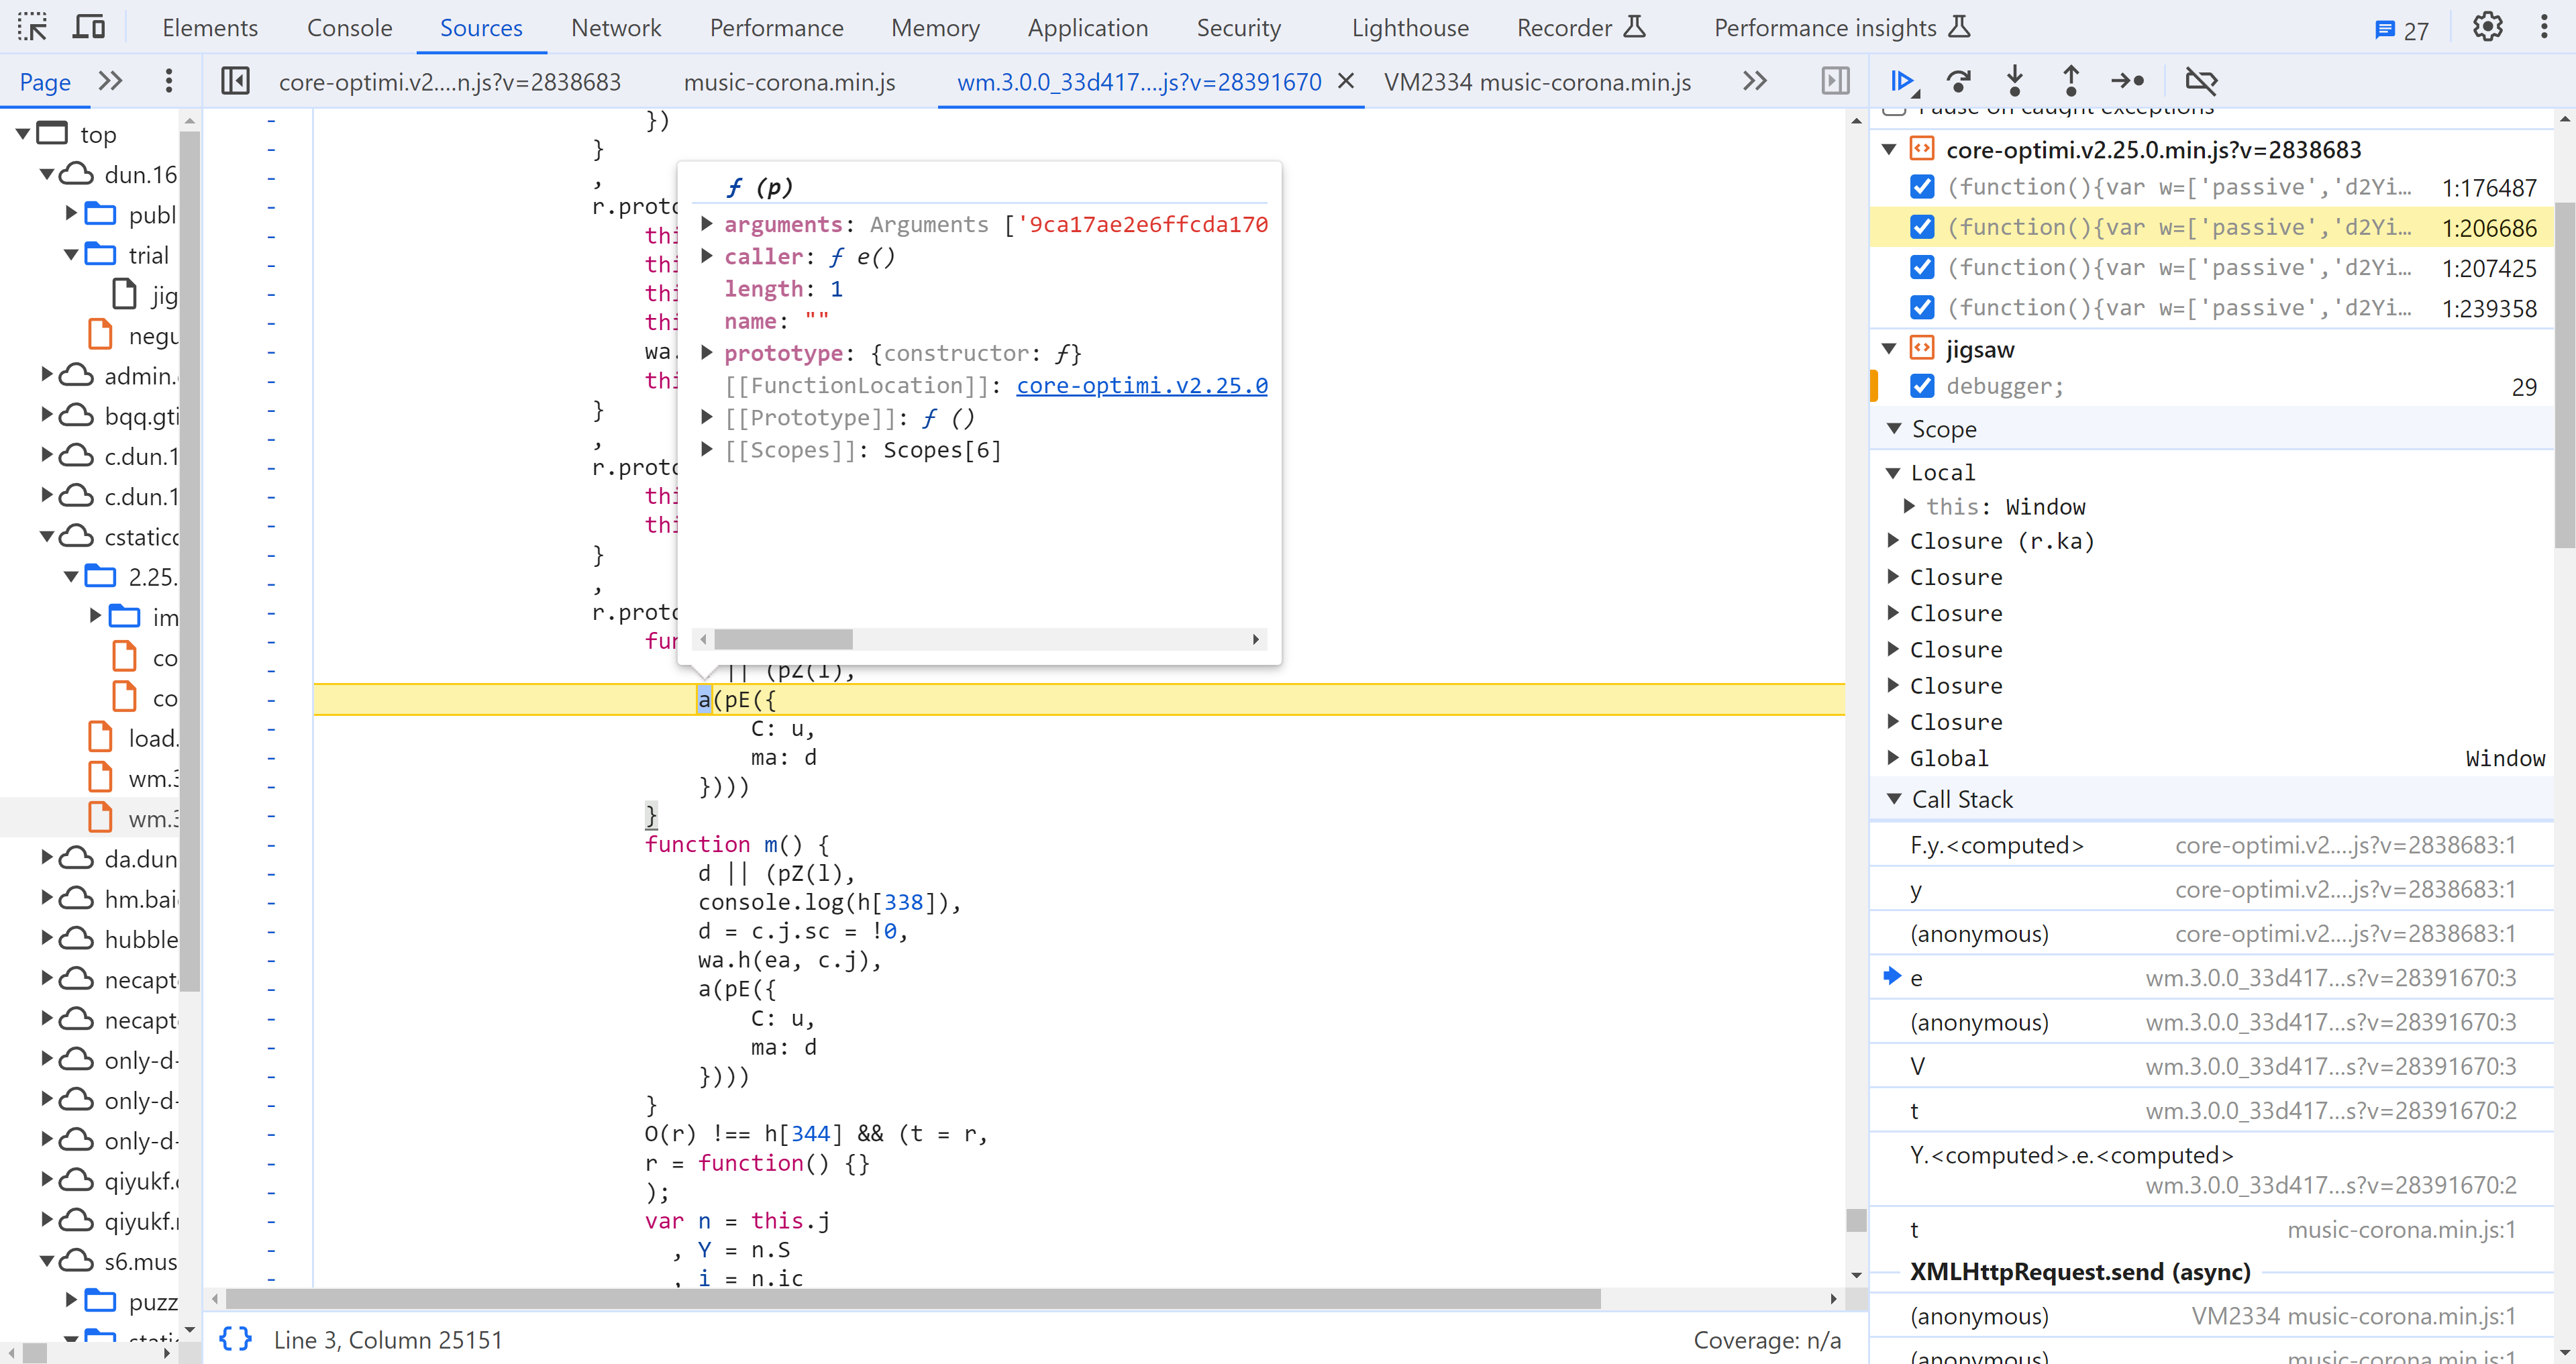 Elements Console Sources Network Performance Memory Application Security Lighthouse Recorder Performance insights 27
Page core-optimi.v2....n.js?v=2838683 music-corona.min.js wm.3.0.0_33d417....js?v=28391670 VM2334 music-corona.min.js
top
dun.16
publ
trial
jig
negu
admin.
bqq.gti
c.dun.1
c.dun.1
cstaticc
2.25.
im
co
co
load.
wm.3
wm.3
da.dun
hm.bai
hubble
necapt
necapt
only-d-
only-d-
only-d-
qiyukf.
qiyukf.
s6.mus
puzz
})
}
,
r.proto
thi
thi
thi
thi
wa.
thi
}
,
r.proto
thi
thi
}
,
r.proto
fun
|| (pZ(l),
a(pE({
C: u,
ma: d
})))
}
function m() {
d || (pZ(l),
console.log(h[338]),
d = c.j.sc = !0,
wa.h(ea, c.j),
a(pE({
C: u,
ma: d
})))
}
O(r) !== h[344] && (t = r,
r = function() {}
);
var n = this.j
, Y = n.S
, i = n.ic
ƒ (p)
arguments: Arguments ['9ca17ae2e6ffcda170
caller: ƒ e()
length: 1
name: ""
prototype: {constructor: ƒ}
[[FunctionLocation]]: core-optimi.v2.25.0
[[Prototype]]: ƒ ()
[[Scopes]]: Scopes[6]
{} Line 3, Column 25151 Coverage: n/a
Pause on caught exceptions
core-optimi.v2.25.0.min.js?v=2838683
(function(){var w=['passive','d2Yi… 1:176487
(function(){var w=['passive','d2Yi… 1:206686
(function(){var w=['passive','d2Yi… 1:207425
(function(){var w=['passive','d2Yi… 1:239358
jigsaw
debugger; 29
Scope
Local
this: Window
Closure (r.ka)
Closure
Closure
Closure
Closure
Closure
Global Window
Call Stack
F.y.<computed> core-optimi.v2....js?v=2838683:1
y core-optimi.v2....js?v=2838683:1
(anonymous) core-optimi.v2....js?v=2838683:1
e wm.3.0.0_33d417...s?v=28391670:3
(anonymous) wm.3.0.0_33d417...s?v=28391670:3
V wm.3.0.0_33d417...s?v=28391670:3
t wm.3.0.0_33d417...s?v=28391670:2
Y.<computed>.e.<computed>
wm.3.0.0_33d417...s?v=28391670:2
t music-corona.min.js:1
XMLHttpRequest.send (async)
(anonymous) VM2334 music-corona.min.js:1
(anonymous) music-corona.min.js:1